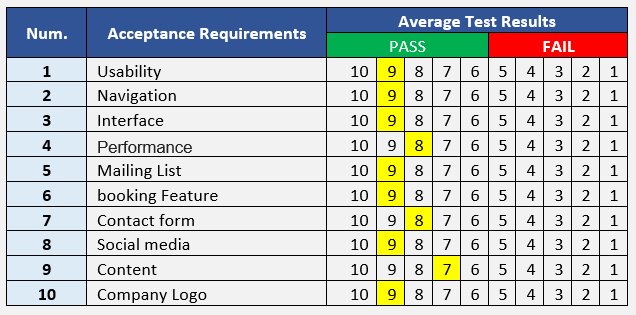 Num. Acceptance Requirements Average Test Results
PASS FAIL
1 Usability 10 9 8 7 6 5 4 3 2 1
2 Navigation 10 9 8 7 6 5 4 3 2 1
3 Interface 10 9 8 7 6 5 4 3 2 1
4 Performance 10 9 8 7 6 5 4 3 2 1
5 Mailing List 10 9 8 7 6 5 4 3 2 1
6 booking Feature 10 9 8 7 6 5 4 3 2 1
7 Contact form 10 9 8 7 6 5 4 3 2 1
8 Social media 10 9 8 7 6 5 4 3 2 1
9 Content 10 9 8 7 6 5 4 3 2 1
10 Company Logo 10 9 8 7 6 5 4 3 2 1